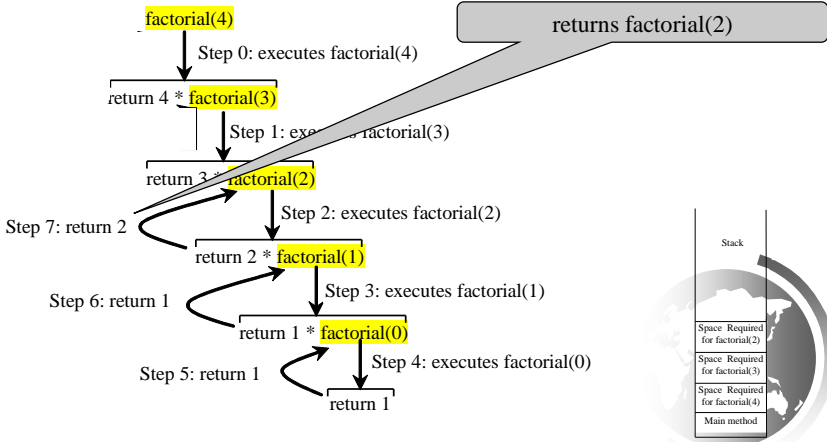 factorial(4)
returns factorial(2)
Step 0: executes factorial(4)
return 4 * factorial(3)
Step 1: executes factorial(3)
return 3 * factorial(2)
Step 7: return 2
Step 2: executes factorial(2)
return 2 * factorial(1)
Step 6: return 1
Step 3: executes factorial(1)
return 1 * factorial(0)
Step 5: return 1
Step 4: executes factorial(0)
return 1
Stack
Space Required
for factorial(2)
Space Required
for factorial(3)
Space Required
for factorial(4)
Main method